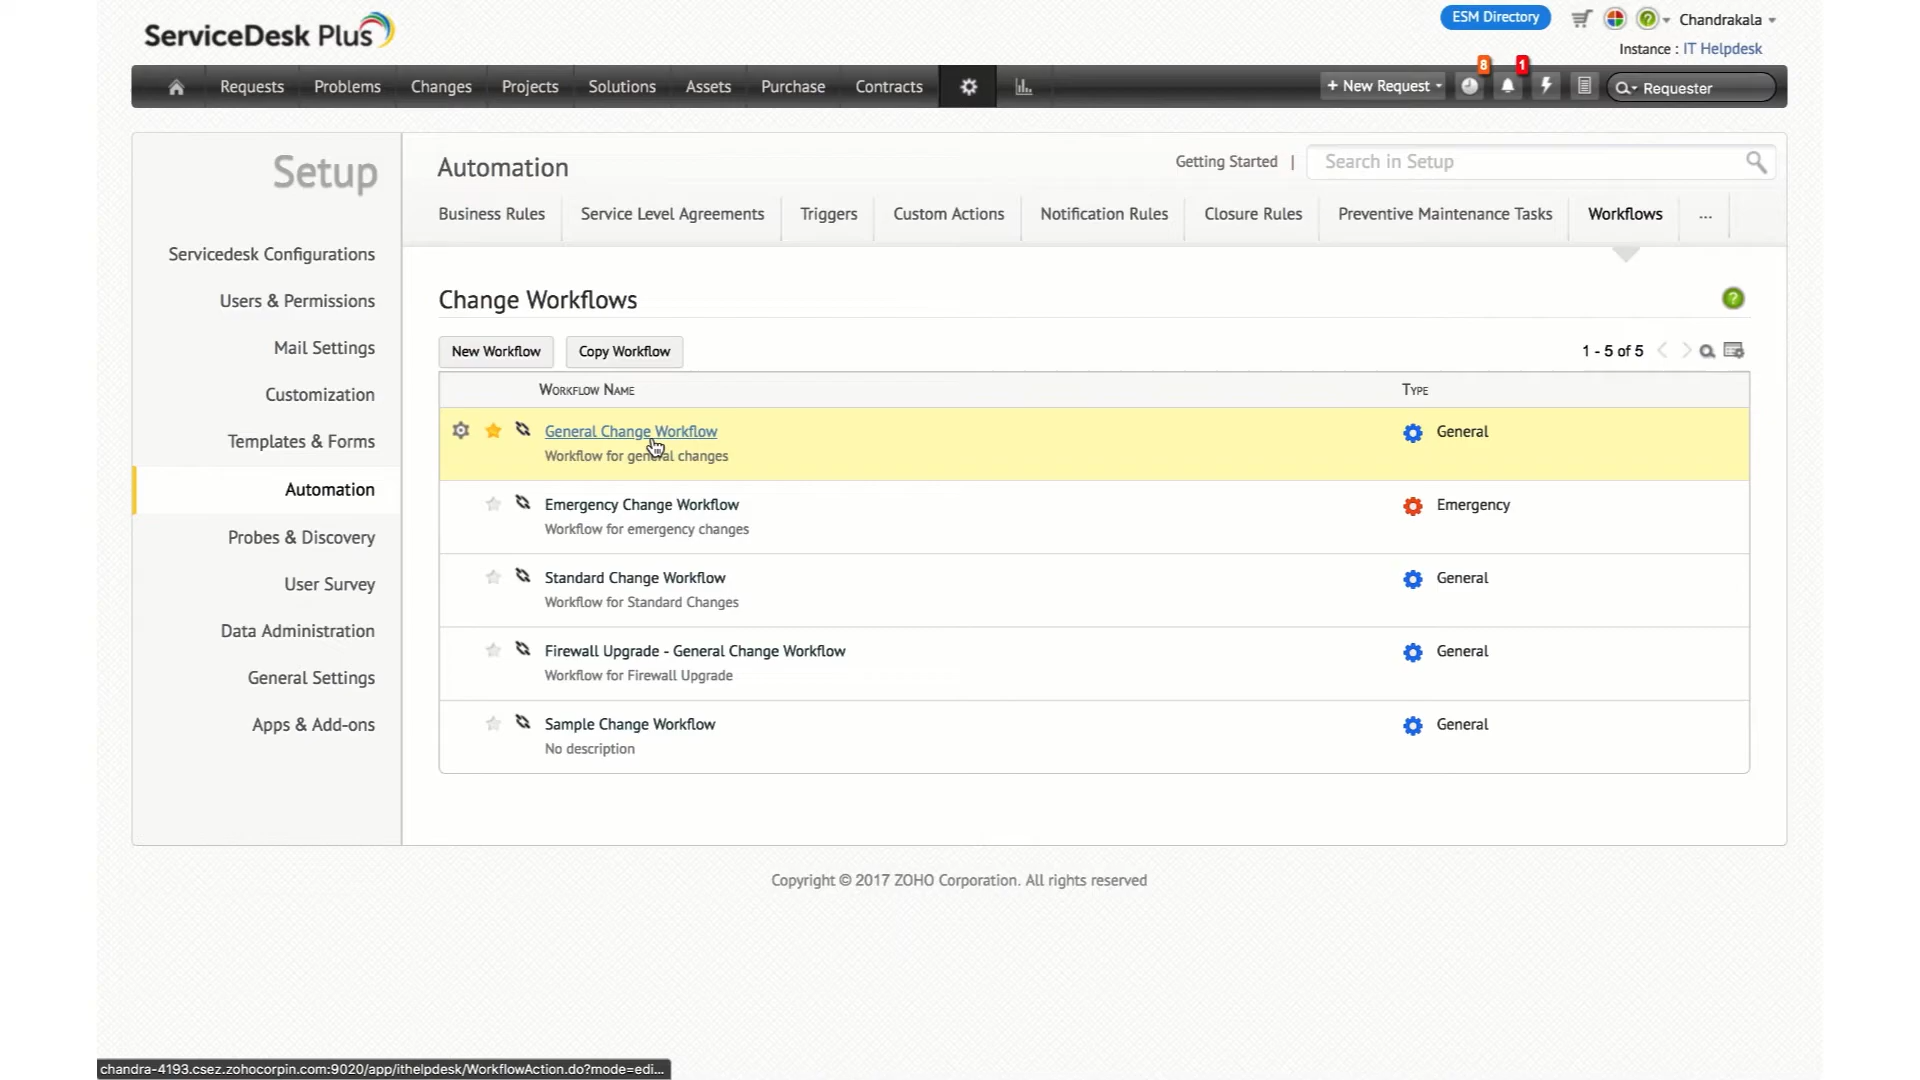 ServiceDesk Plus
ESM Directory
Chandrakala
Instance : IT Helpdesk
Requests
Problems
Changes
Projects
Solutions
Assets
Purchase
Contracts
+ New Request
8
1
Requester
Setup
Servicedesk Configurations
Users & Permissions
Mail Settings
Customization
Templates & Forms
Automation
Probes & Discovery
User Survey
Data Administration
General Settings
Apps & Add-ons
Automation
Getting Started |
Search in Setup
Business Rules
Service Level Agreements
Triggers
Custom Actions
Notification Rules
Closure Rules
Preventive Maintenance Tasks
Workflows
...
Change Workflows
?
New Workflow
Copy Workflow
1 - 5 of 5
Workflow Name
Type
General Change Workflow
General
Workflow for general changes
Emergency Change Workflow
Emergency
Workflow for emergency changes
Standard Change Workflow
General
Workflow for Standard Changes
Firewall Upgrade - General Change Workflow
General
Workflow for Firewall Upgrade
Sample Change Workflow
General
No description
Copyright © 2017 ZOHO Corporation. All rights reserved
chandra-4193.csez.zohocorpin.com:9020/app/ithelpdesk/WorkflowAction.do?mode=edi...